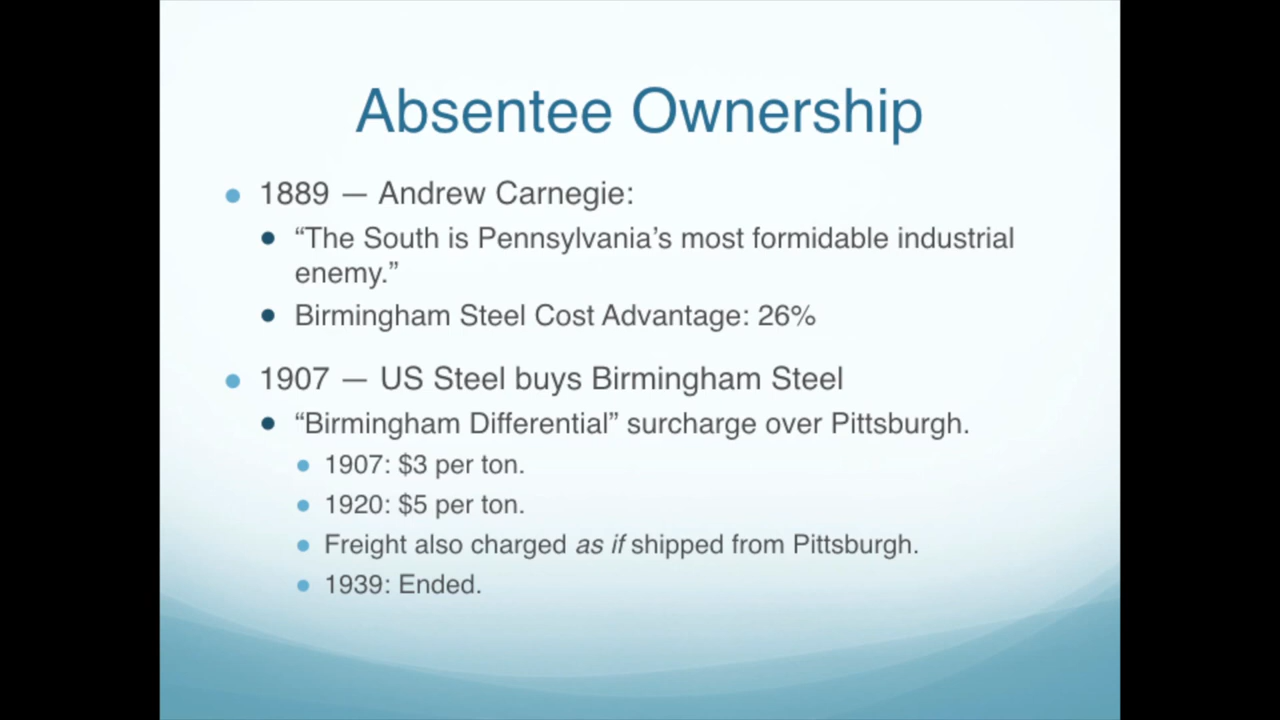 Absentee Ownership
1889 — Andrew Carnegie:
“The South is Pennsylvania’s most formidable industrial
enemy.”
Birmingham Steel Cost Advantage: 26%
1907 — US Steel buys Birmingham Steel
“Birmingham Differential” surcharge over Pittsburgh.
1907: $3 per ton.
1920: $5 per ton.
Freight also charged as if shipped from Pittsburgh.
1939: Ended.